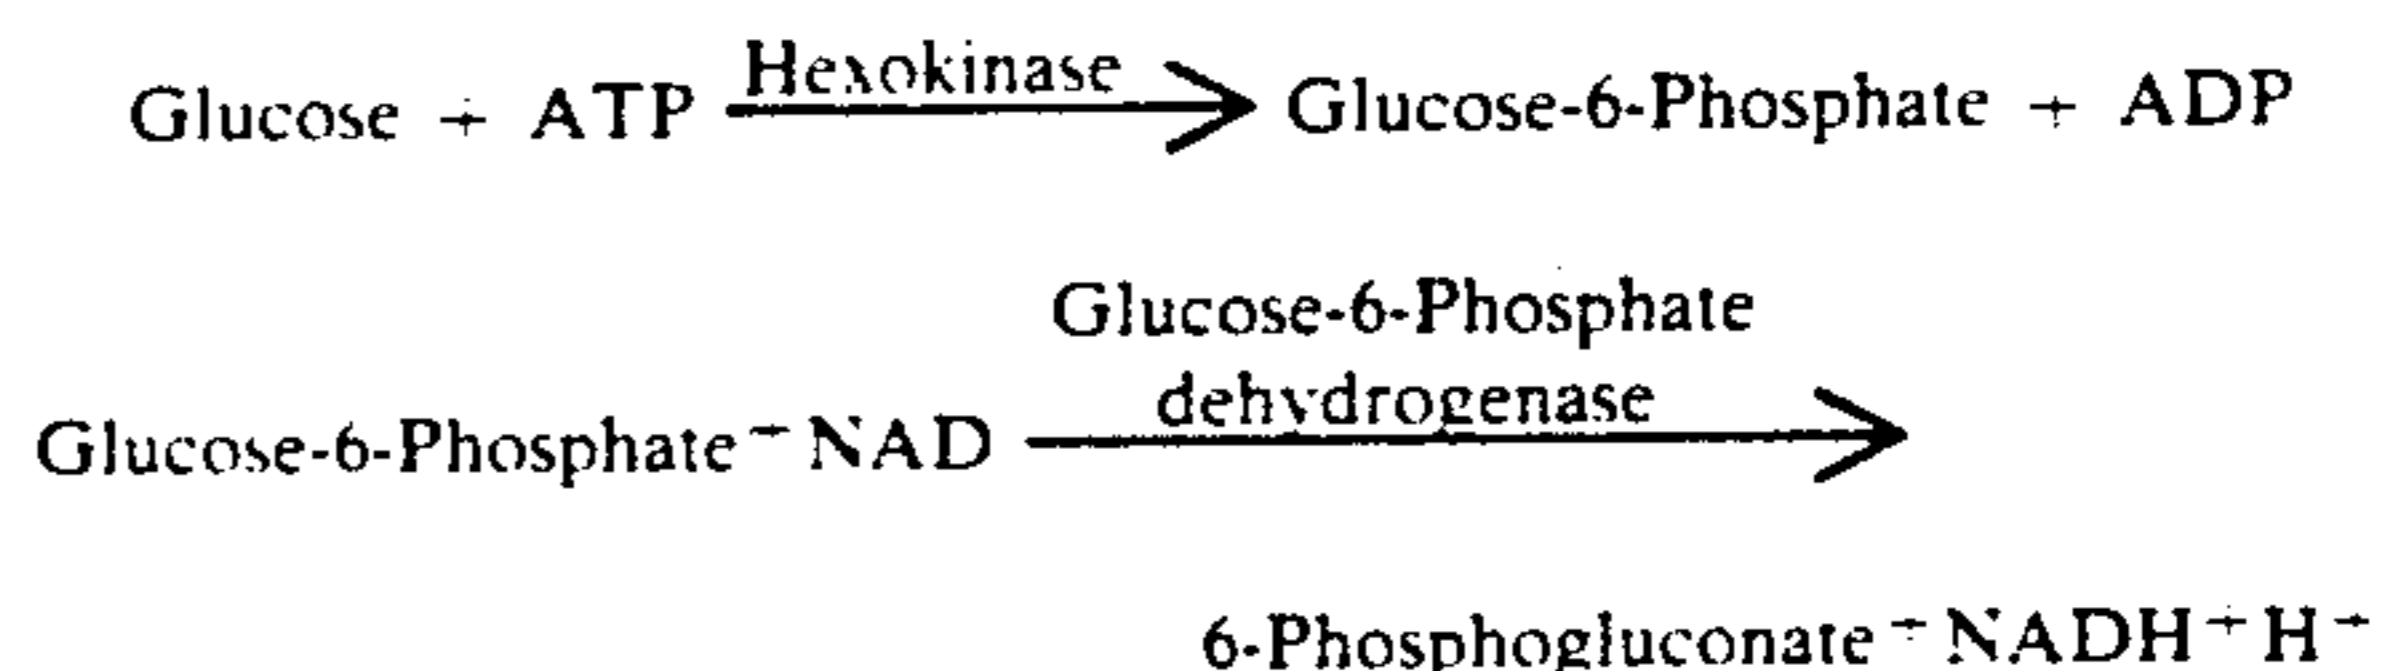 Hexokinase
Glucose + ATP ⟶ Glucose-6-Phosphate + ADP
Glucose-6-Phosphate
dehydrogenase
Glucose-6-Phosphate + NAD ⟶
6-Phosphogluconate + NADH + H+